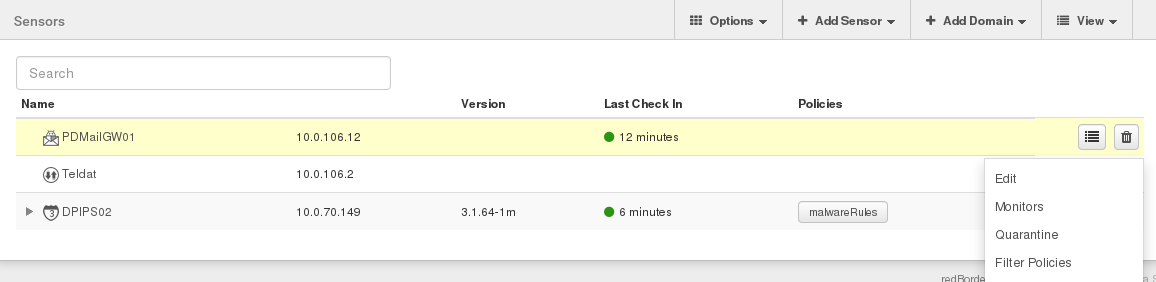 Sensors Options Add Sensor Add Domain View
Search
Name Version Last Check In Policies
PDMailGW01 10.0.106.12 12 minutes
Teldat 10.0.106.2
DPIPS02 10.0.70.149 3.1.64-1m 6 minutes malwareRules
Edit
Monitors
Quarantine
Filter Policies